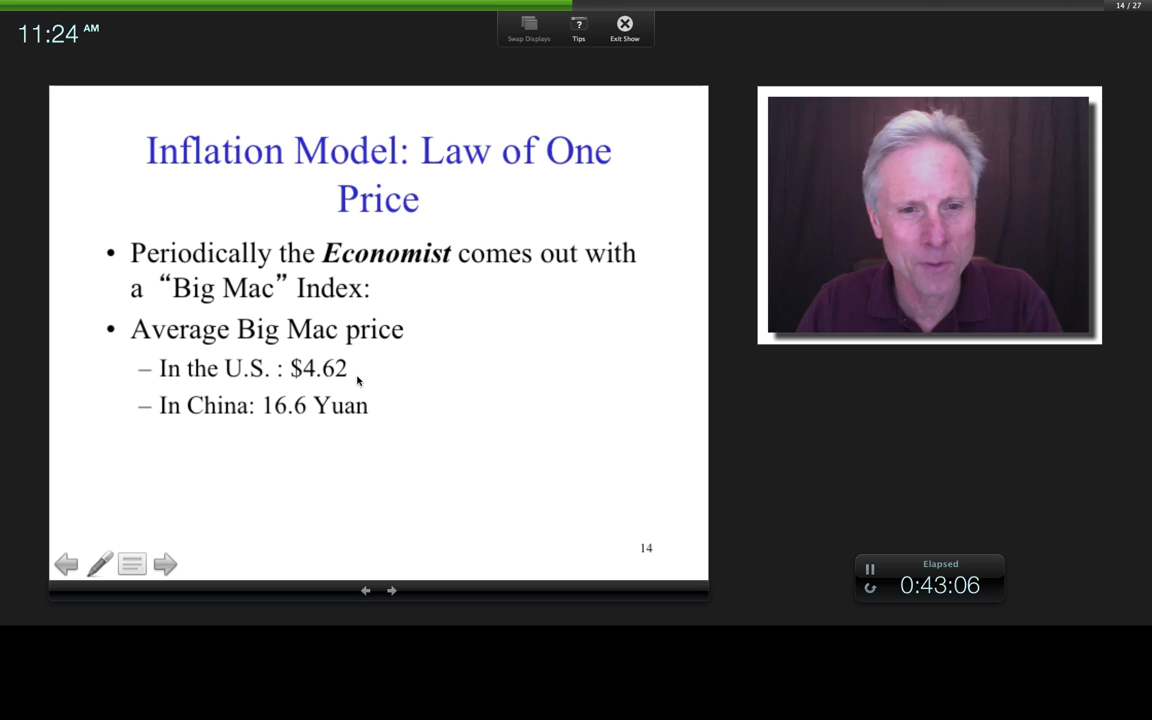 14 / 27
11:24 AM
Swap Displays
Tips
Exit Show
Inflation Model: Law of One
Price
• Periodically the Economist comes out with
a “Big Mac” Index:
• Average Big Mac price
– In the U.S. : $4.62
– In China: 16.6 Yuan
14
Elapsed
0:43:06